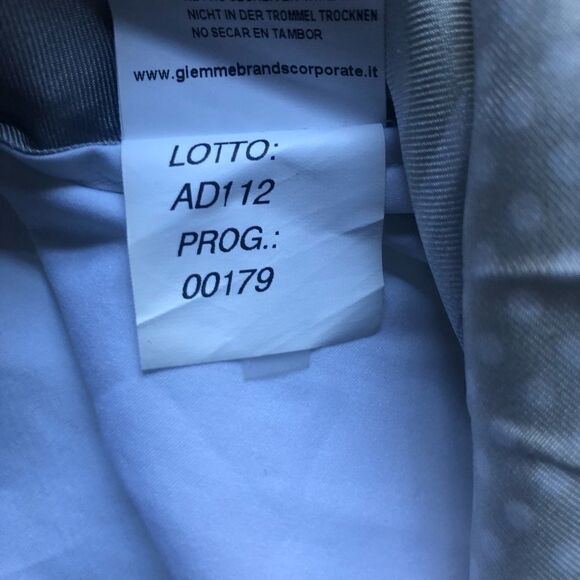 NICHT IN DER TROMMEL TROCKNEN
NO SECAR EN TAMBOR
www.giemmebrandscorporate.it
LOTTO:
AD112
PROG.:
00179